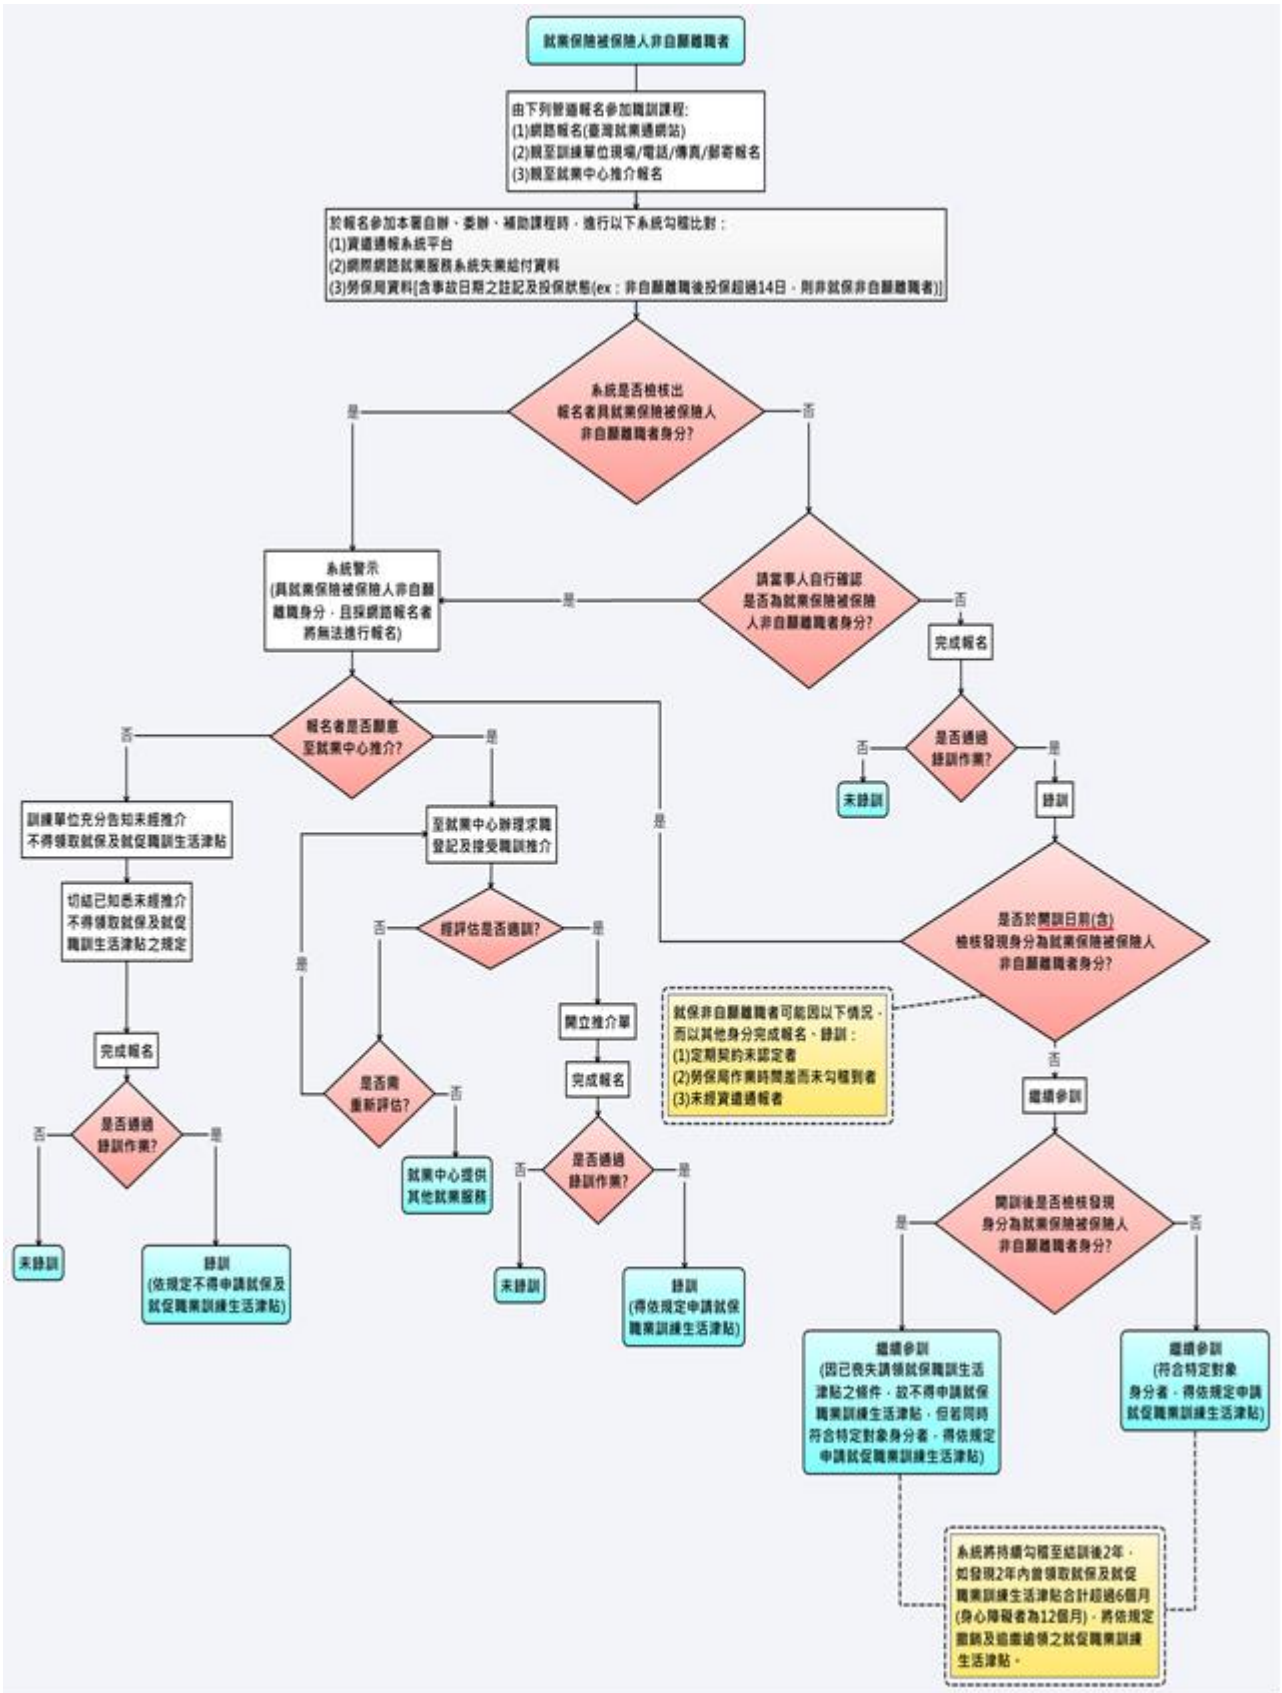 就業保險被保險人非自願離職者
由下列管道報名參加職訓課程:
(1)網路報名(臺灣就業通網站)
(2)親至訓練單位現場/電話/傳真/郵寄報名
(3)親至就業中心推介報名
於報名參加本署自辦、委辦、補助課程時，進行以下系統勾稽比對：
(1)資遣通報系統平台
(2)網際網路就業服務系統失業給付資料
(3)勞保局資料[含事故日期之註記及投保狀態(ex：非自願離職後投保超過14日，則非就保非自願離職者)]
系統是否檢核出
報名者具就業保險被保險人
非自願離職者身分?
是
否
系統警示
(具就業保險被保險人非自願
離職身分，且採網路報名者
將無法進行報名)
請當事人自行確認
是否為就業保險被保險
人非自願離職者身分?
是
否
完成報名
報名者是否願意
至就業中心推介?
否
是
是否通過
錄訓作業?
否
是
未錄訓
錄訓
訓練單位充分告知未經推介
不得領取就保及就促職訓生活津貼
至就業中心辦理求職
登記及接受職訓推介
是
切結已知悉未經推介
不得領取就保及就促
職訓生活津貼之規定
經評估是否適訓?
否
是
是否於開訓日前(含)
檢核發現身分為就業保險被保險人
非自願離職者身分?
是
開立推介單
就保非自願離職者可能因以下情況，
而以其他身分完成報名、錄訓：
(1)定期契約未認定者
(2)勞保局作業時間差而未勾稽到者
(3)未經資遣通報者
否
完成報名
是否需
重新評估?
否
完成報名
繼續參訓
是否通過
錄訓作業?
否
是
就業中心提供
其他就業服務
是否通過
錄訓作業?
否
是
開訓後是否檢核發現
身分為就業保險被保險人
非自願離職者身分?
是
否
未錄訓
錄訓
(依規定不得申請就保及
就促職業訓練生活津貼)
未錄訓
錄訓
(得依規定申請就保
職業訓練生活津貼)
繼續參訓
(因已喪失請領就保職訓生活
津貼之條件，故不得申請就保
職業訓練生活津貼，但若同時
符合特定對象身分者，得依規定
申請就促職業訓練生活津貼)
繼續參訓
(符合特定對象
身分者，得依規定申請
就促職業訓練生活津貼)
系統將持續勾稽至結訓後2年，
如發現2年內曾領取就保及就促
職業訓練生活津貼合計超過6個月
(身心障礙者為12個月)，將依規定
撤銷及追繳逾領之就促職業訓練
生活津貼。